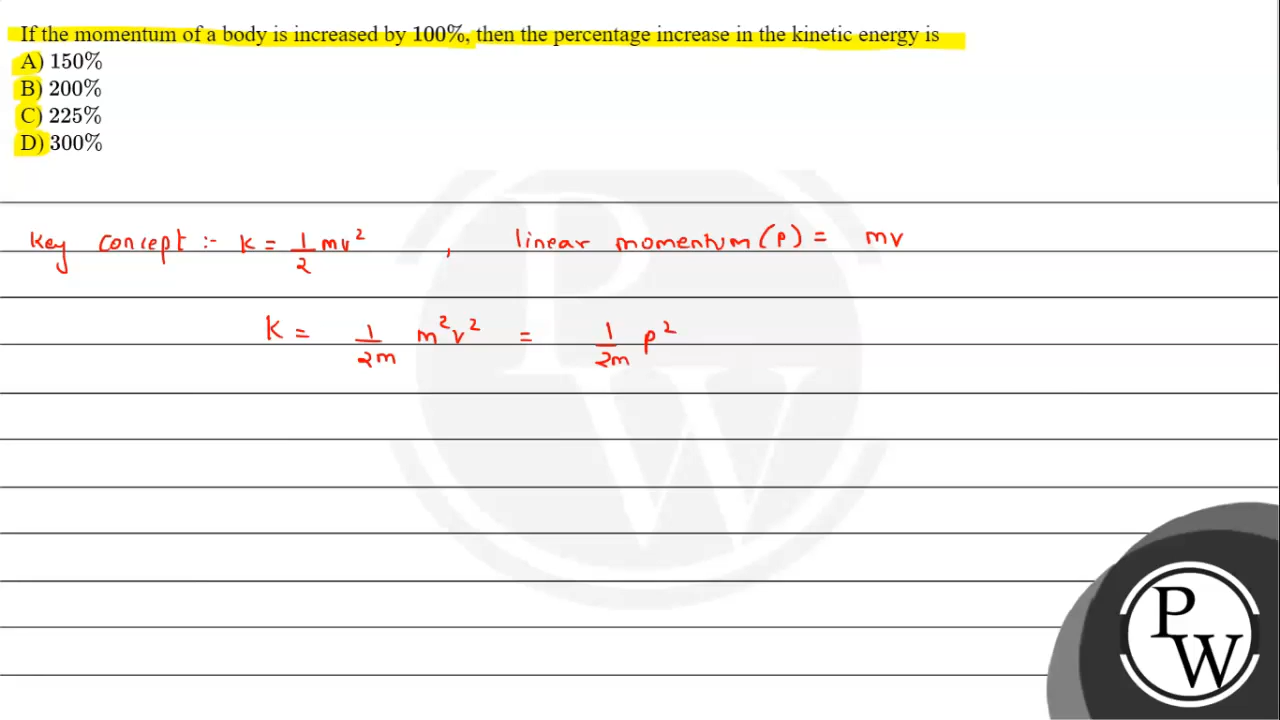 If the momentum of a body is increased by 100%, then the percentage increase in the kinetic energy is
A) 150%
B) 200%
C) 225%
D) 300%
Key concept :- K = 1/2 mv² , linear momentum (p) = mv
K = 1/2m m²v² = 1/2m p²
PW
PW